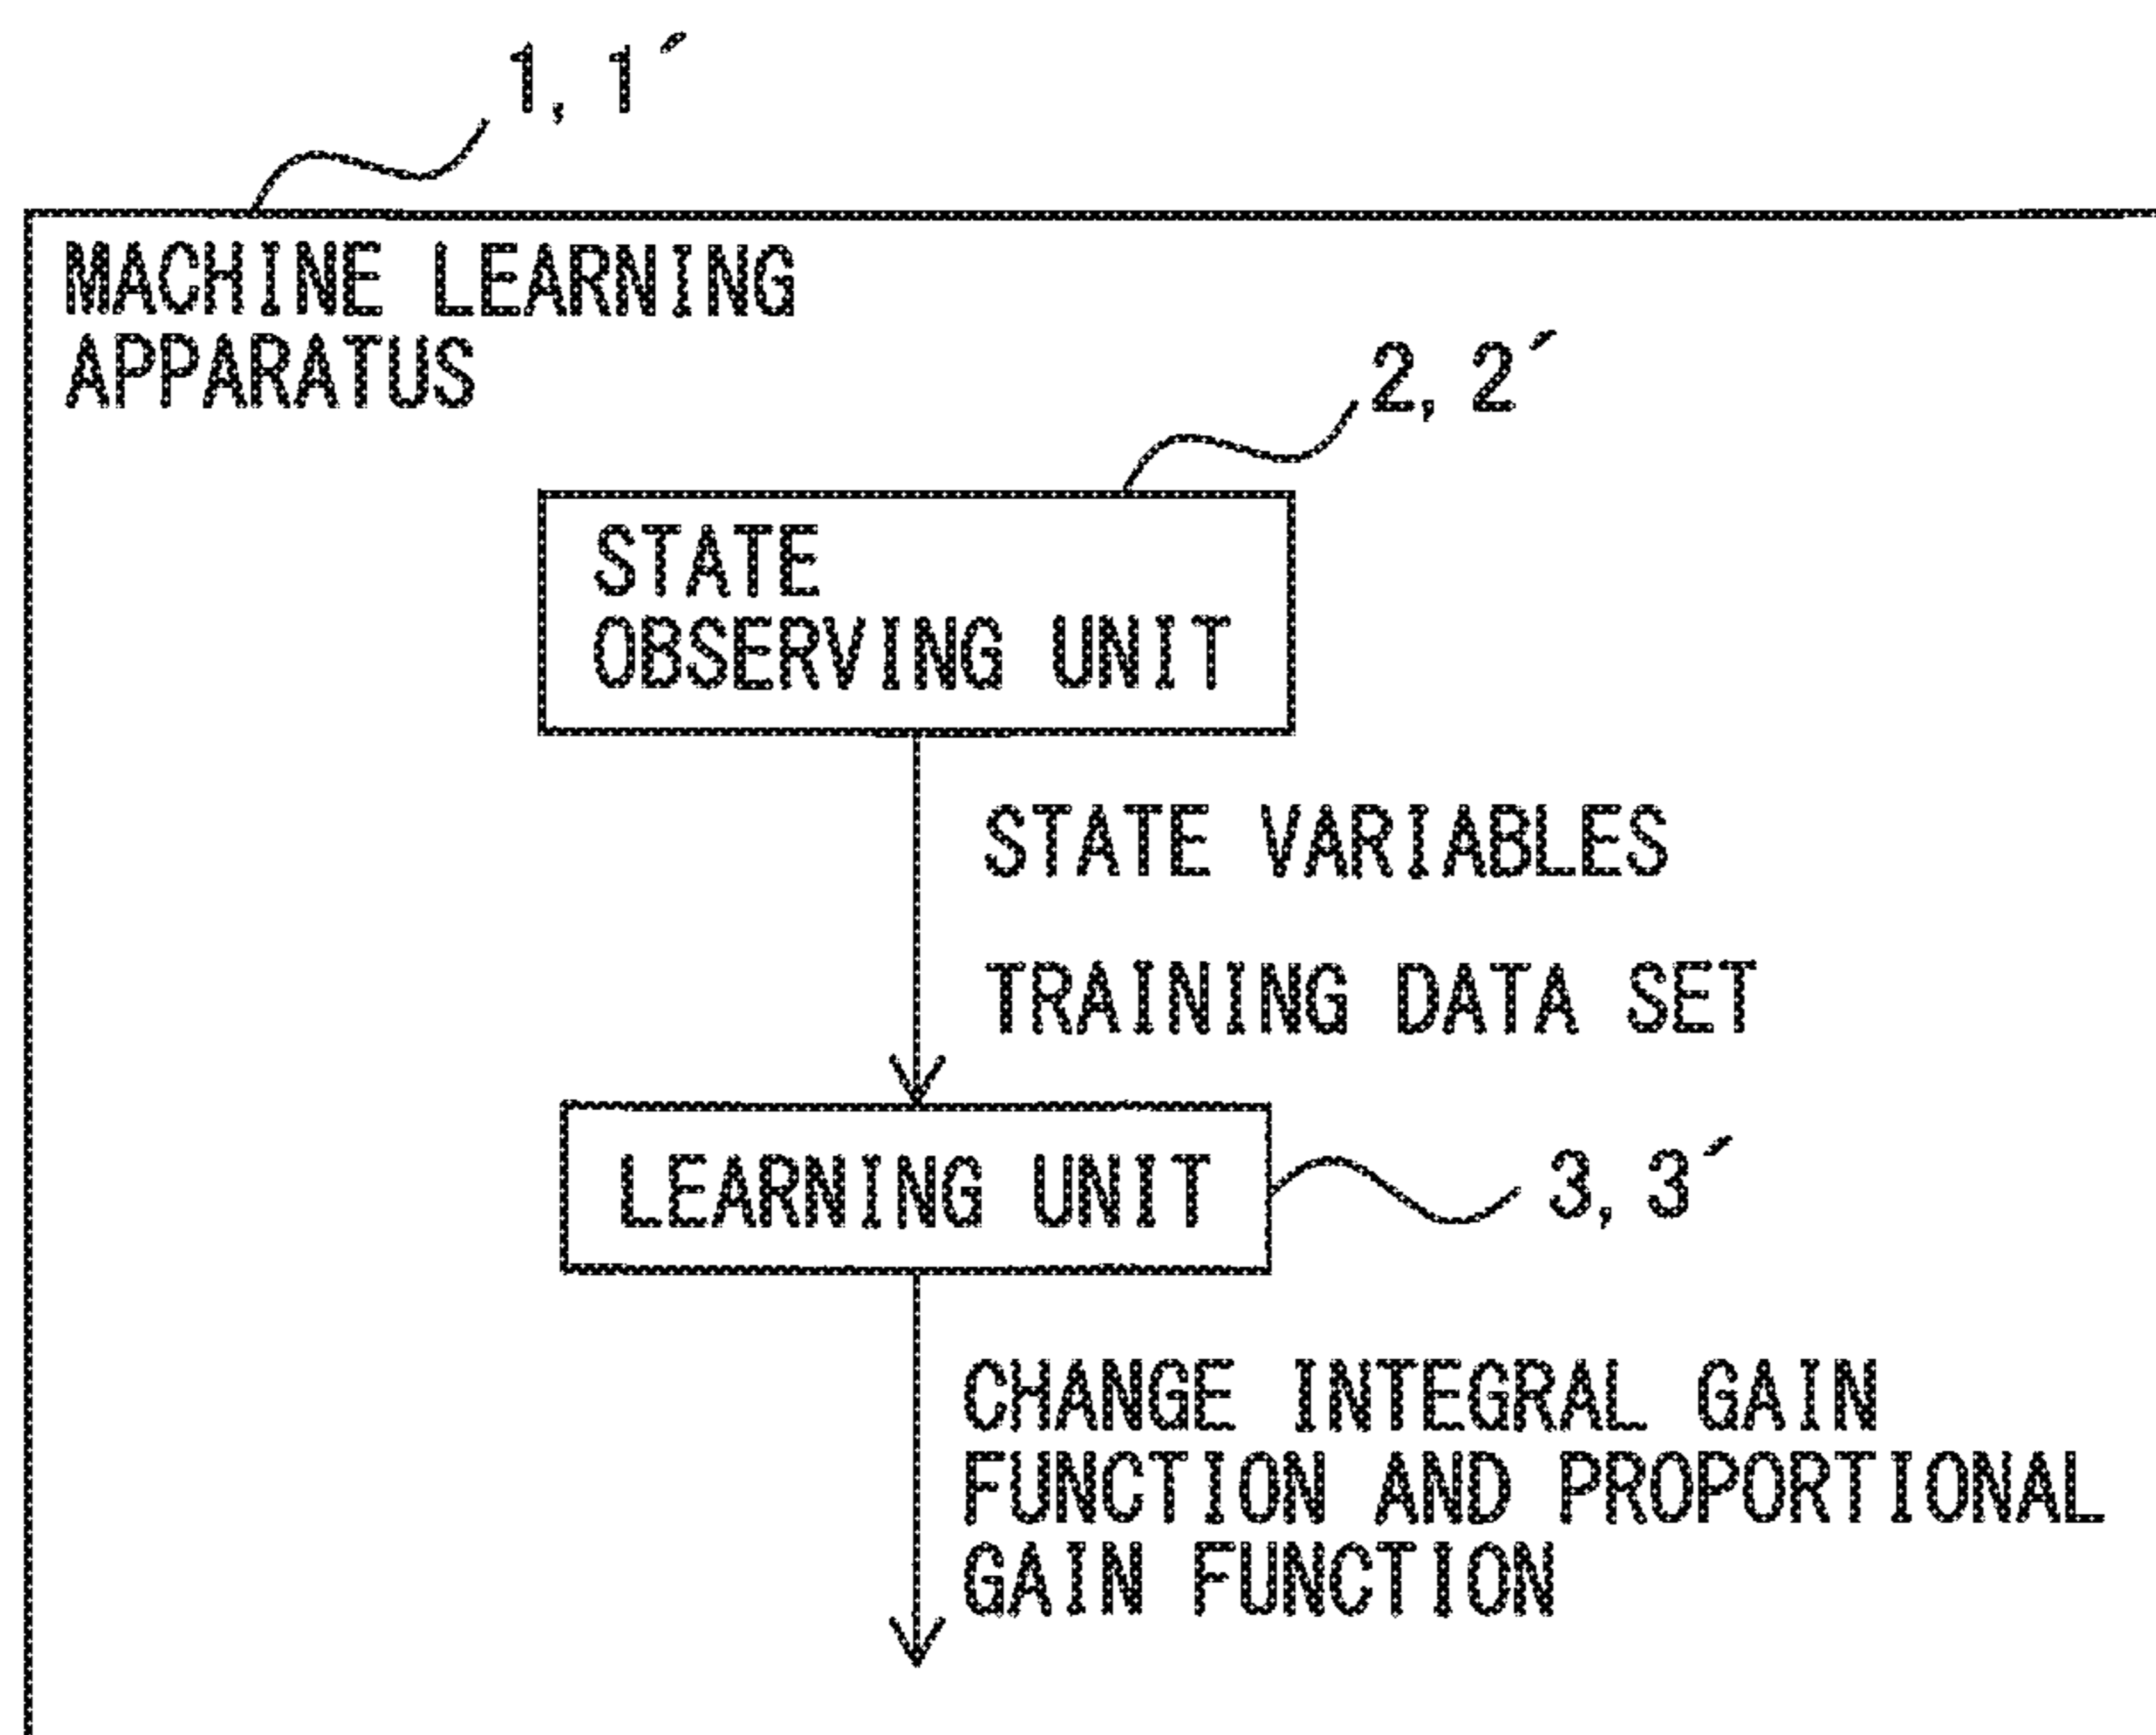 1, 1´
MACHINE LEARNING
APPARATUS
2, 2´
STATE
OBSERVING UNIT
STATE VARIABLES
TRAINING DATA SET
LEARNING UNIT
3, 3´
CHANGE INTEGRAL GAIN
FUNCTION AND PROPORTIONAL
GAIN FUNCTION